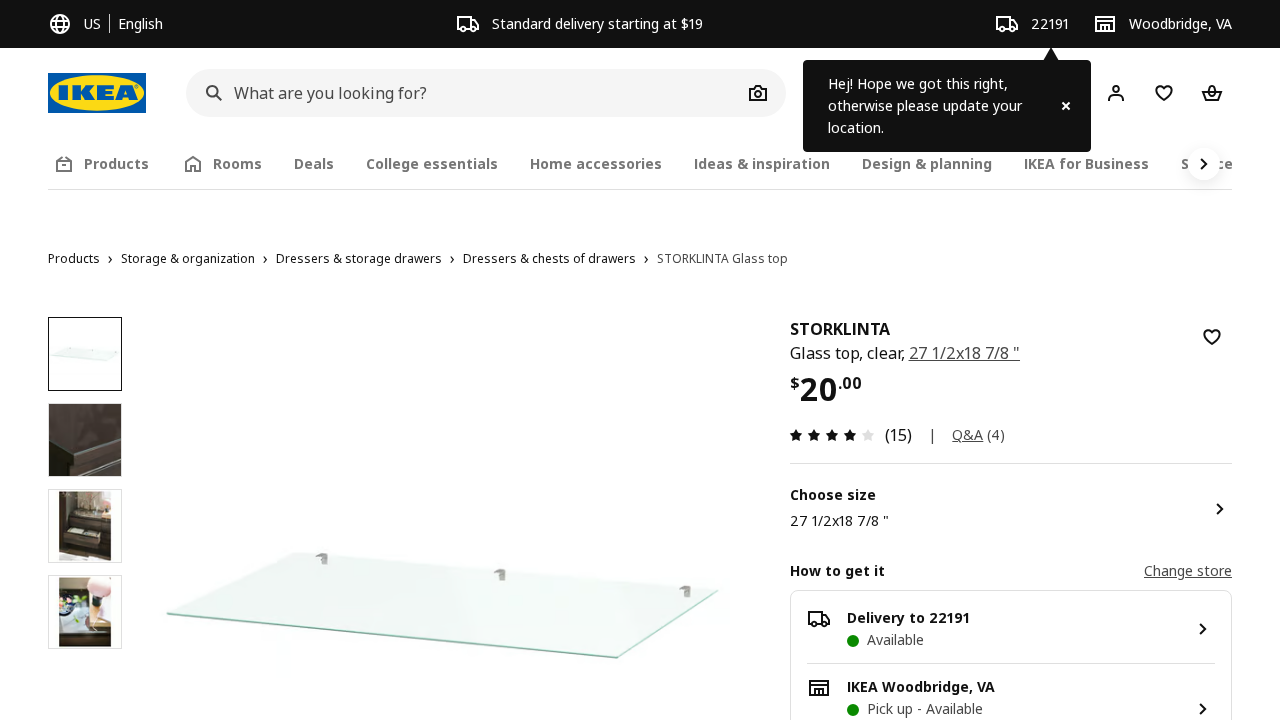 US | English
Standard delivery starting at $19
22191
Woodbridge, VA
IKEA
What are you looking for?
Hej! Hope we got this right,
otherwise please update your
location.
Products
Rooms
Deals
College essentials
Home accessories
Ideas & inspiration
Design & planning
IKEA for Business
Products › Storage & organization › Dressers & storage drawers › Dressers & chests of drawers › STORKLINTA Glass top
STORKLINTA
Glass top, clear, 27 1/2x18 7/8 "
$20.00
(15) | Q&A (4)
Choose size
27 1/2x18 7/8 "
How to get it
Change store
Delivery to 22191
Available
IKEA Woodbridge, VA
Pick up - Available